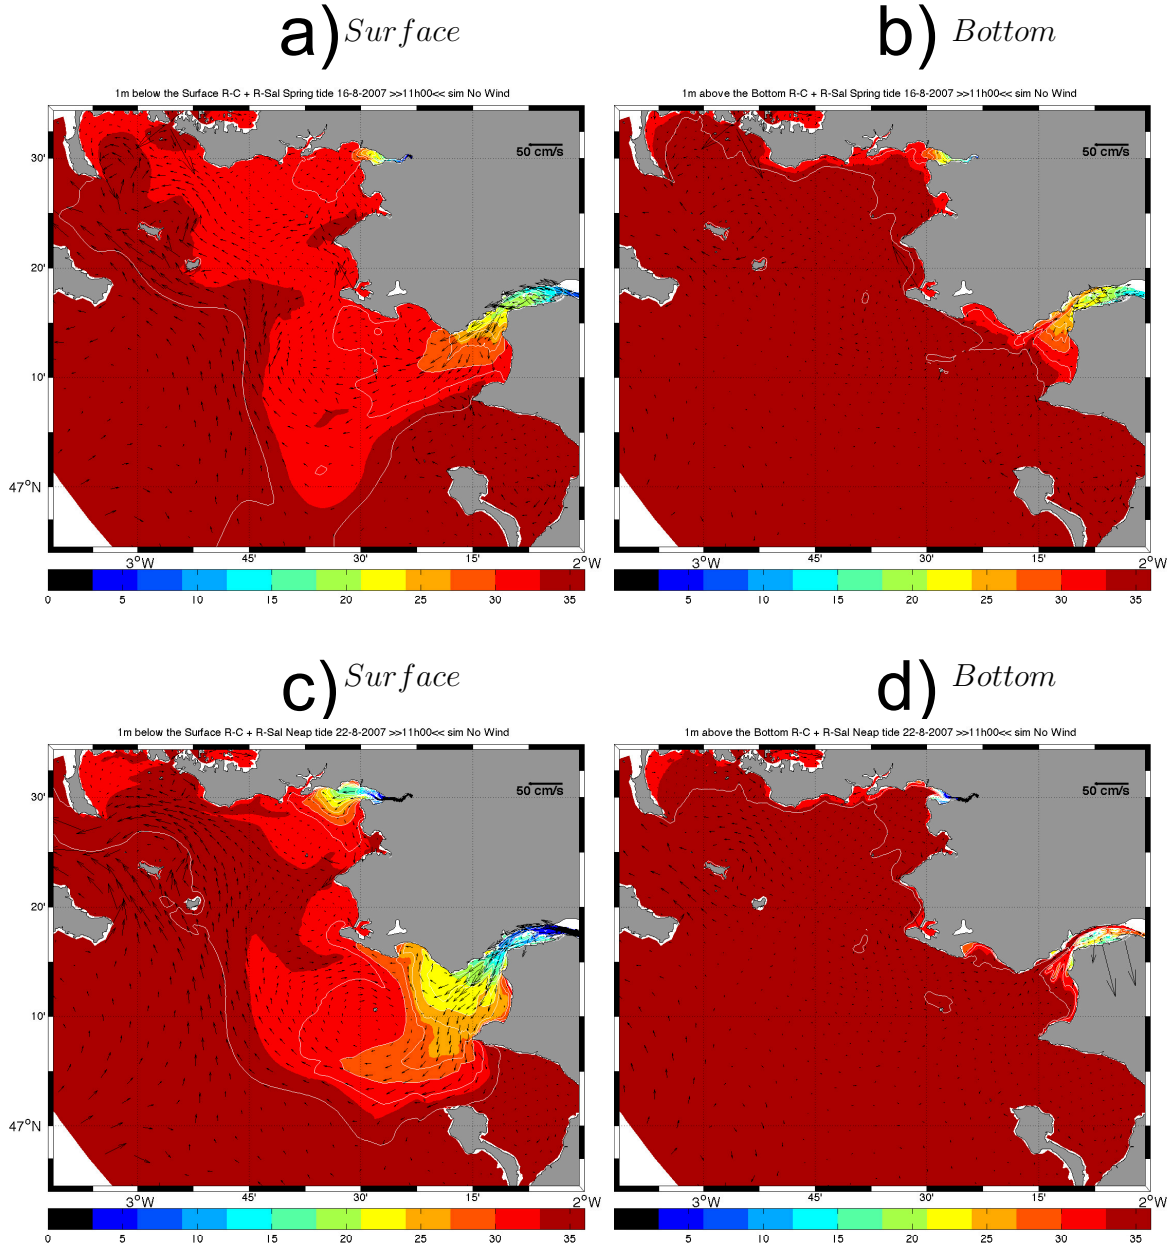 a) Surface
b) Bottom
1m below the Surface R-C + R-Sal Spring tide 16-8-2007 >>11h00<< sim No Wind
1m above the Bottom R-C + R-Sal Spring tide 16-8-2007 >>11h00<< sim No Wind
50 cm/s
50 cm/s
30'
20'
10'
47°N
3°W 45' 30' 15' 2°W
3°W 45' 30' 15' 2°W
0 5 10 15 20 25 30 35
5 10 15 20 25 30 35
c) Surface
d) Bottom
1m below the Surface R-C + R-Sal Neap tide 22-8-2007 >>11h00<< sim No Wind
1m above the Bottom R-C + R-Sal Neap tide 22-8-2007 >>11h00<< sim No Wind
50 cm/s
50 cm/s
30'
20'
10'
47°N
3°W 45' 30' 15' 2°W
3°W 45' 30' 15' 2°W
0 5 10 15 20 25 30 35
5 10 15 20 25 30 35